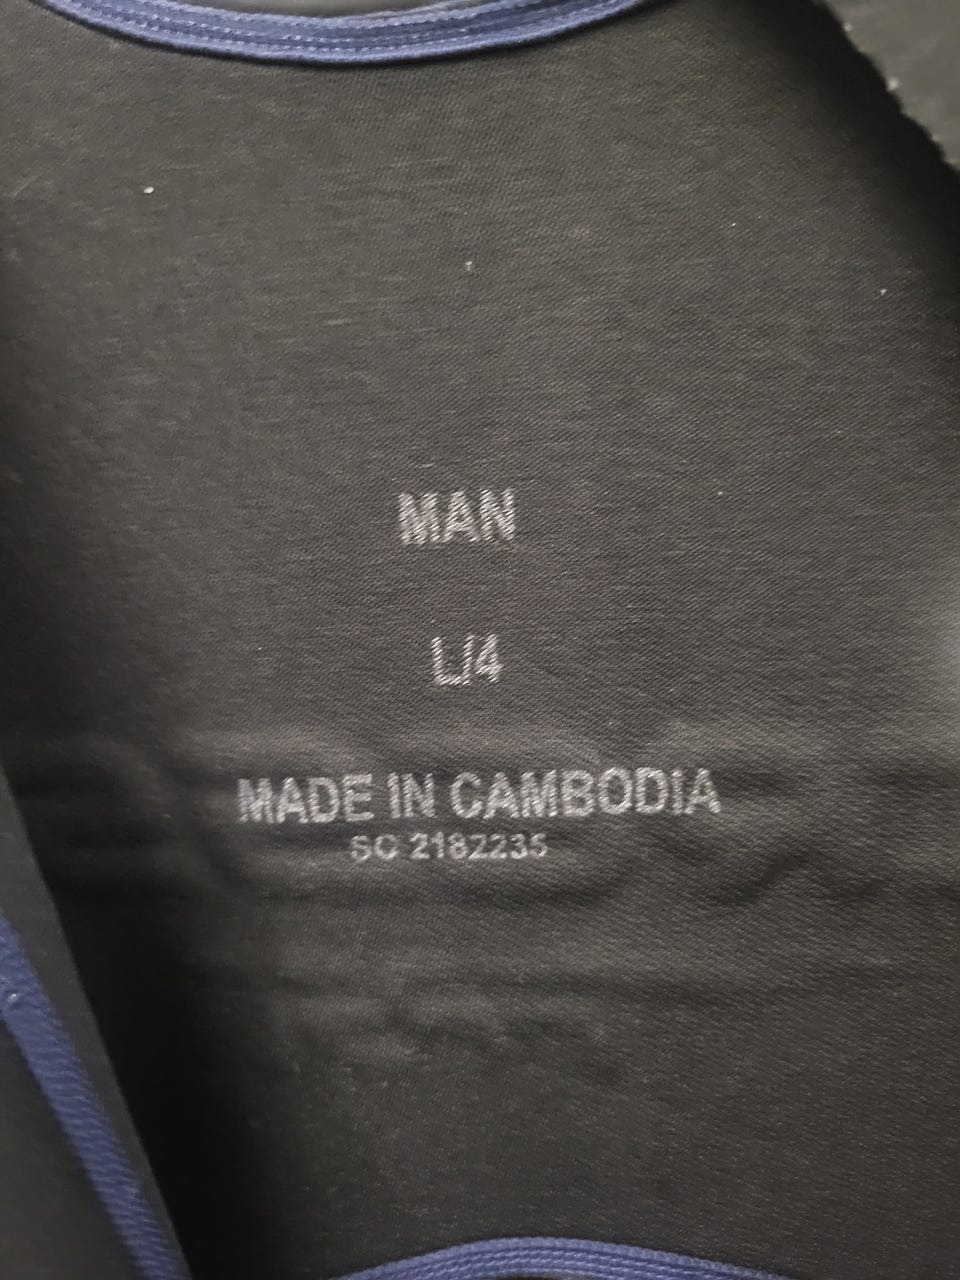 MAN
L/4
MADE IN CAMBODIA
SC 2182235